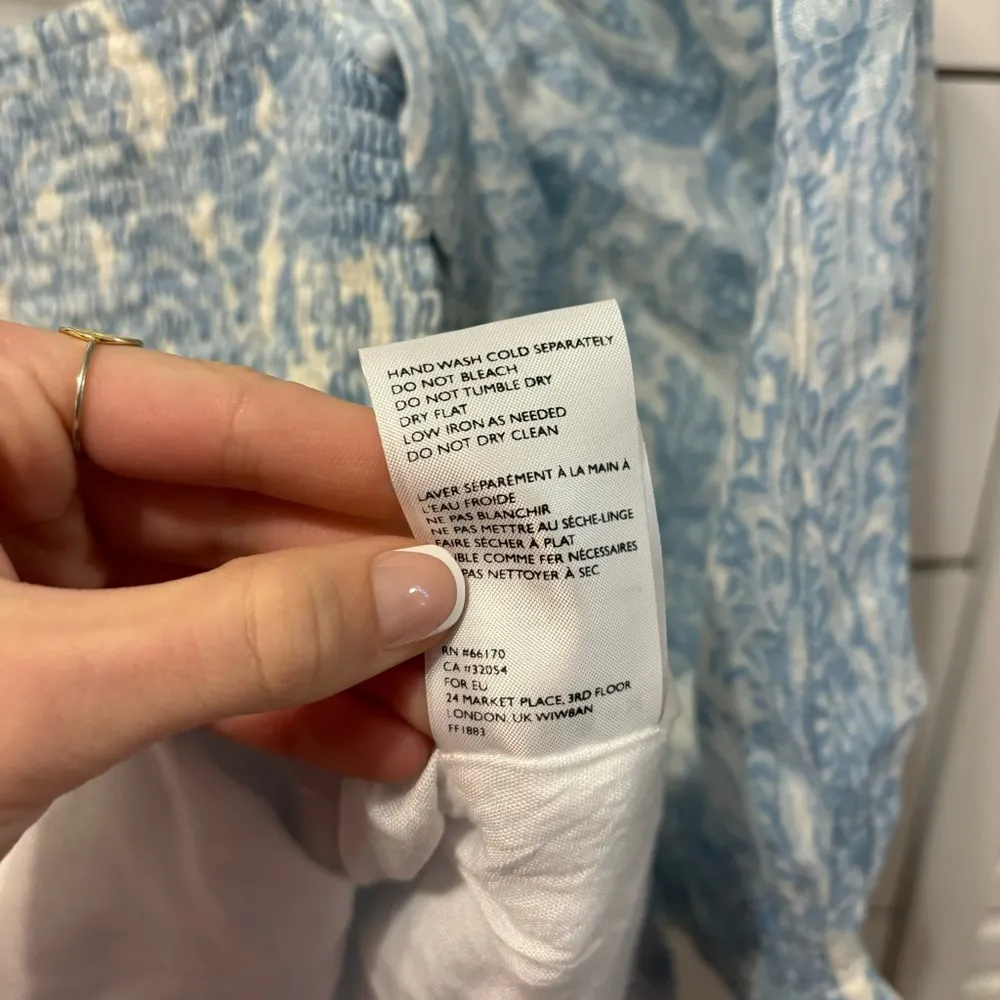 HAND WASH COLD SEPARATELY
DO NOT BLEACH
DO NOT TUMBLE DRY
DRY FLAT
LOW IRON AS NEEDED
DO NOT DRY CLEAN
LAVER SÉPARÉMENT À LA MAIN À
L'EAU FROIDE
NE PAS BLANCHIR
NE PAS METTRE AU SÈCHE-LINGE
FAIRE SÉCHER À PLAT
COMME FER NÉCESSAIRES
PAS NETTOYER À SEC
RN #66170
CA #32054
FOR EU
24 MARKET PLACE, 3RD FLOOR
LONDON, UK W1W8AN
FF1883